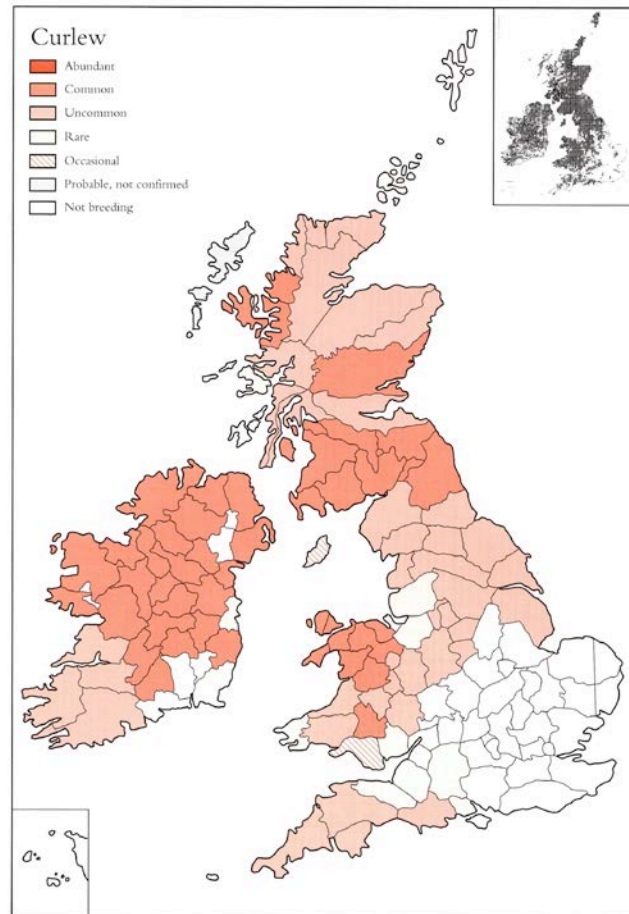 Curlew
Abundant
Common
Uncommon
Rare
Occasional
Probable, not confirmed
Not breeding